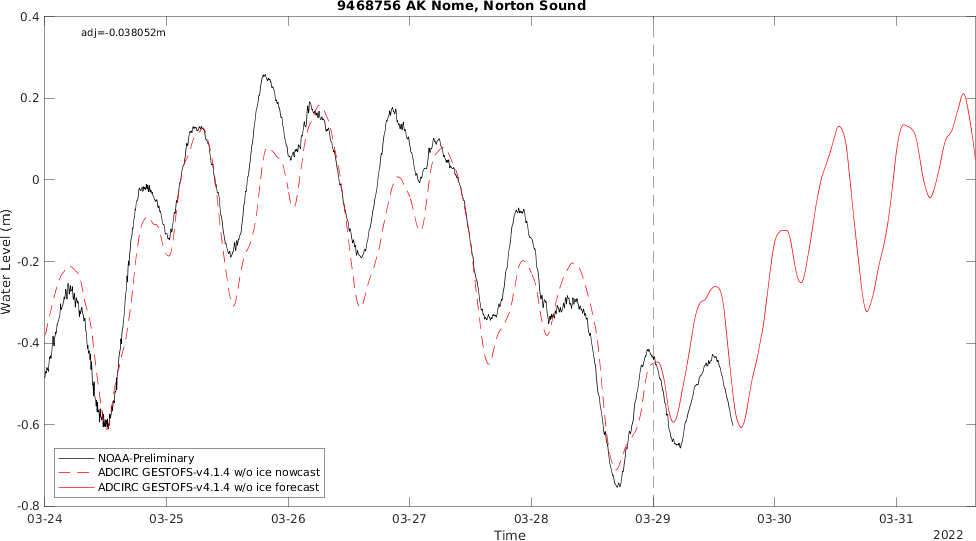 9468756 AK Nome, Norton Sound
adj=-0.038052m
0.4
0.2
0
-0.2
-0.4
-0.6
-0.8
Water Level (m)
NOAA-Preliminary
ADCIRC GESTOFS-v4.1.4 w/o ice nowcast
ADCIRC GESTOFS-v4.1.4 w/o ice forecast
03-24 03-25 03-26 03-27 03-28 03-29 03-30 03-31
Time
2022